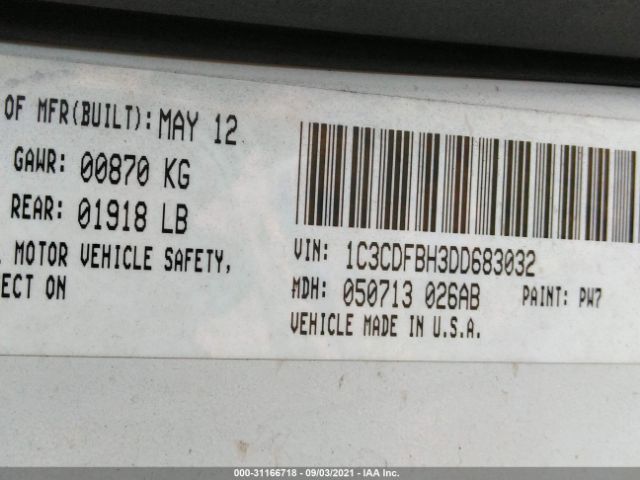 OF MFR(BUILT): MAY 12
GAWR: 00870 KG
REAR: 01918 LB
MOTOR VEHICLE SAFETY,
ECT ON
VIN: 1C3CDFBH3DD683032
MDH: 050713 026AB PAINT: PW7
VEHICLE MADE IN U.S.A.
000-31166718 - 09/03/2021 - IAA Inc.